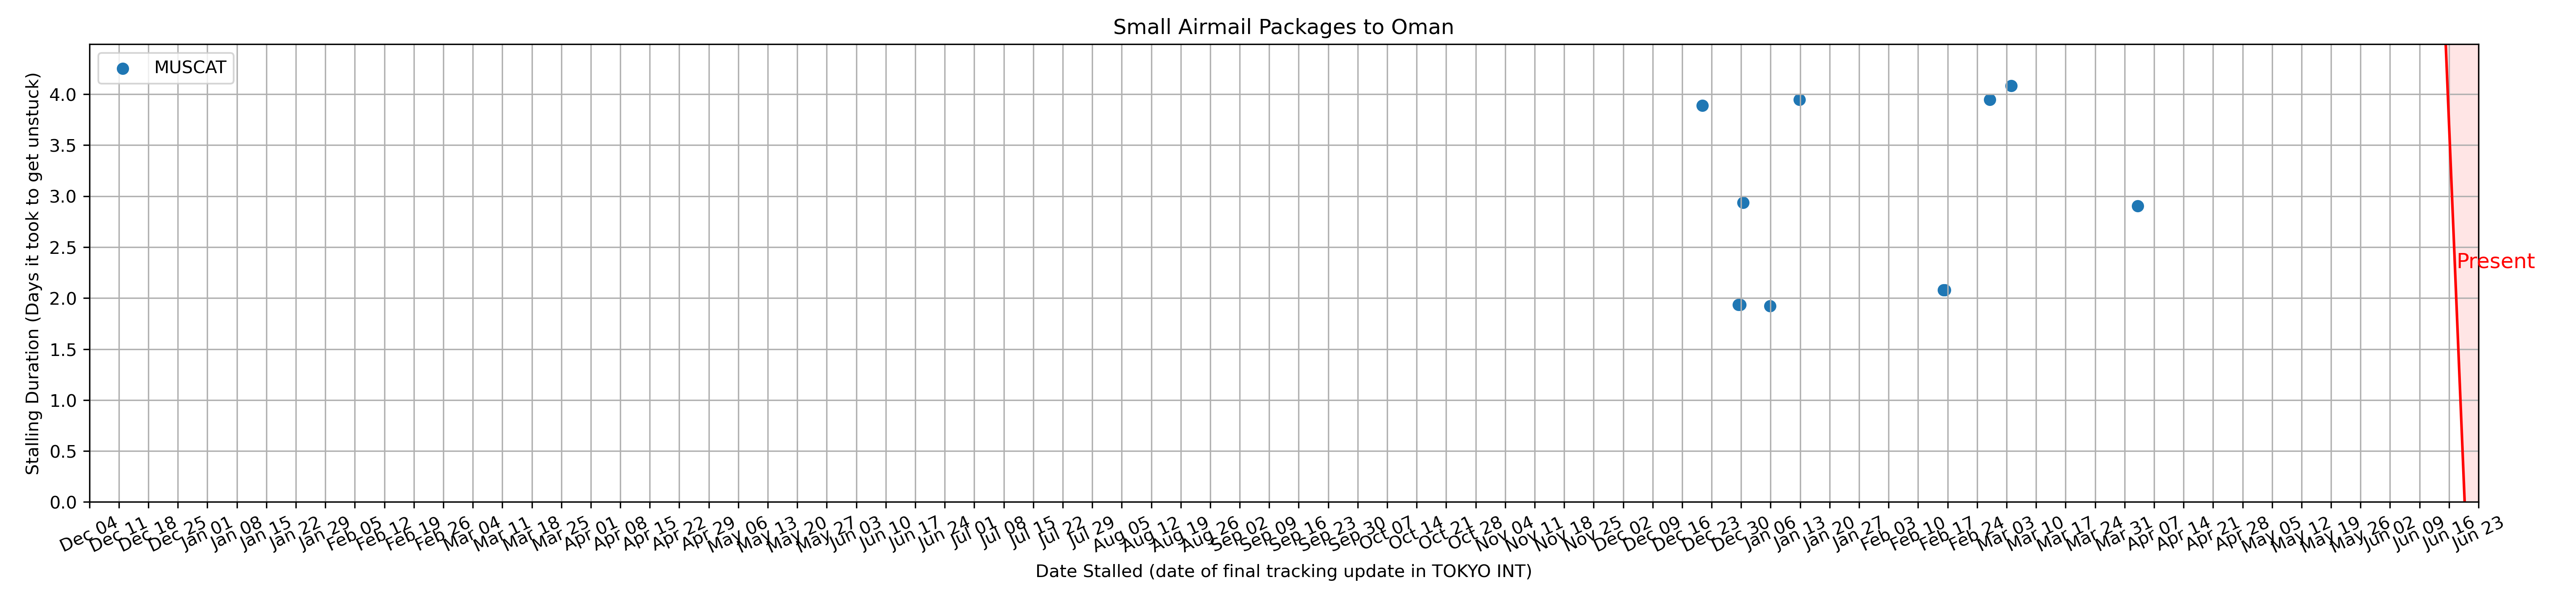 Small Airmail Packages to Oman
MUSCAT
Stalling Duration (Days it took to get unstuck)
4.0
3.5
3.0
2.5
2.0
1.5
1.0
0.5
0.0
Present
Dec 04 Dec 11 Dec 18 Dec 25 Jan 01 Jan 08 Jan 15 Jan 22 Jan 29 Feb 05 Feb 12 Feb 19 Feb 26 Mar 04 Mar 11 Mar 18 Mar 25 Apr 01 Apr 08 Apr 15 Apr 22 Apr 29 May 06 May 13 May 20 May 27 Jun 03 Jun 10 Jun 17 Jun 24 Jul 01 Jul 08 Jul 15 Jul 22 Jul 29 Aug 05 Aug 12 Aug 19 Aug 26 Sep 02 Sep 09 Sep 16 Sep 23 Sep 30 Oct 07 Oct 14 Oct 21 Oct 28 Nov 04 Nov 11 Nov 18 Nov 25 Dec 02 Dec 09 Dec 16 Dec 23 Dec 30 Jan 06 Jan 13 Jan 20 Jan 27 Feb 03 Feb 10 Feb 17 Feb 24 Mar 03 Mar 10 Mar 17 Mar 24 Mar 31 Apr 07 Apr 14 Apr 21 Apr 28 May 05 May 12 May 19 May 26 Jun 02 Jun 09 Jun 16 Jun 23
Date Stalled (date of final tracking update in TOKYO INT)